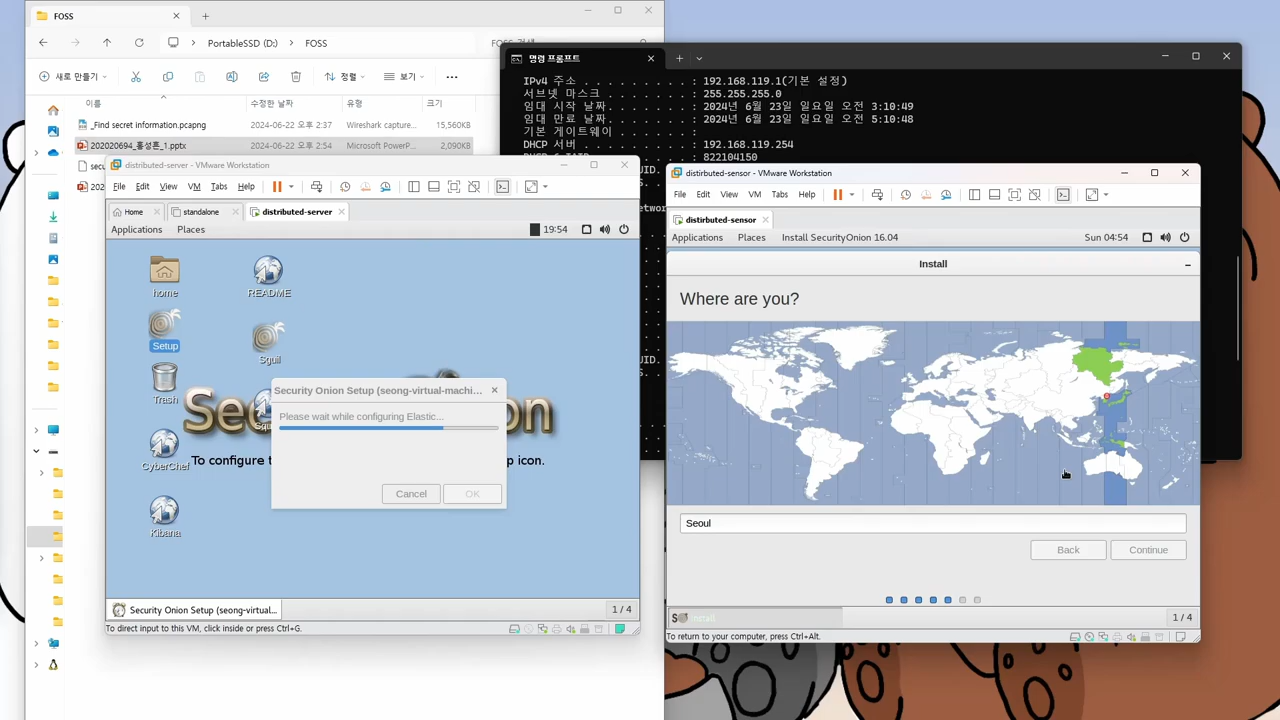 FOSS
PortableSSD (D:)
FOSS
FOSS 검색
새로 만들기
정렬
보기
이름
수정한 날짜
유형
크기
_Find secret information.pcapng
2024-06-22 오후 2:37
Wireshark capture...
15,560KB
202020694_홍성훈_1.pptx
2024-06-22 오후 2:54
Microsoft PowerP...
2,090KB
명령 프롬프트
IPv4 주소 . . . . . . . . . : 192.168.119.1(기본 설정)
서브넷 마스크 . . . . . . . : 255.255.255.0
임대 시작 날짜. . . . . . . : 2024년 6월 23일 일요일 오전 3:10:49
임대 만료 날짜. . . . . . . : 2024년 6월 23일 일요일 오전 5:10:48
기본 게이트웨이 . . . . . . :
DHCP 서버 . . . . . . . . . : 192.168.119.254
822104150
distributed-server - VMware Workstation
File Edit View VM Tabs Help
Home
standalone
distributed-server
Applications Places
19:54
home
README
Setup
Sguil
Trash
CyberChef
Kibana
To configure
icon.
Security Onion Setup (seong-virtual-machi...
Please wait while configuring Elastic...
Cancel
OK
Security Onion Setup (seong-virtual...
1 / 4
To direct input to this VM, click inside or press Ctrl+G.
distirbuted-sensor - VMware Workstation
File Edit View VM Tabs Help
distirbuted-sensor
Applications Places Install SecurityOnion 16.04
Sun 04:54
Install
Where are you?
Seoul
Back
Continue
Install
1 / 4
To return to your computer, press Ctrl+Alt.